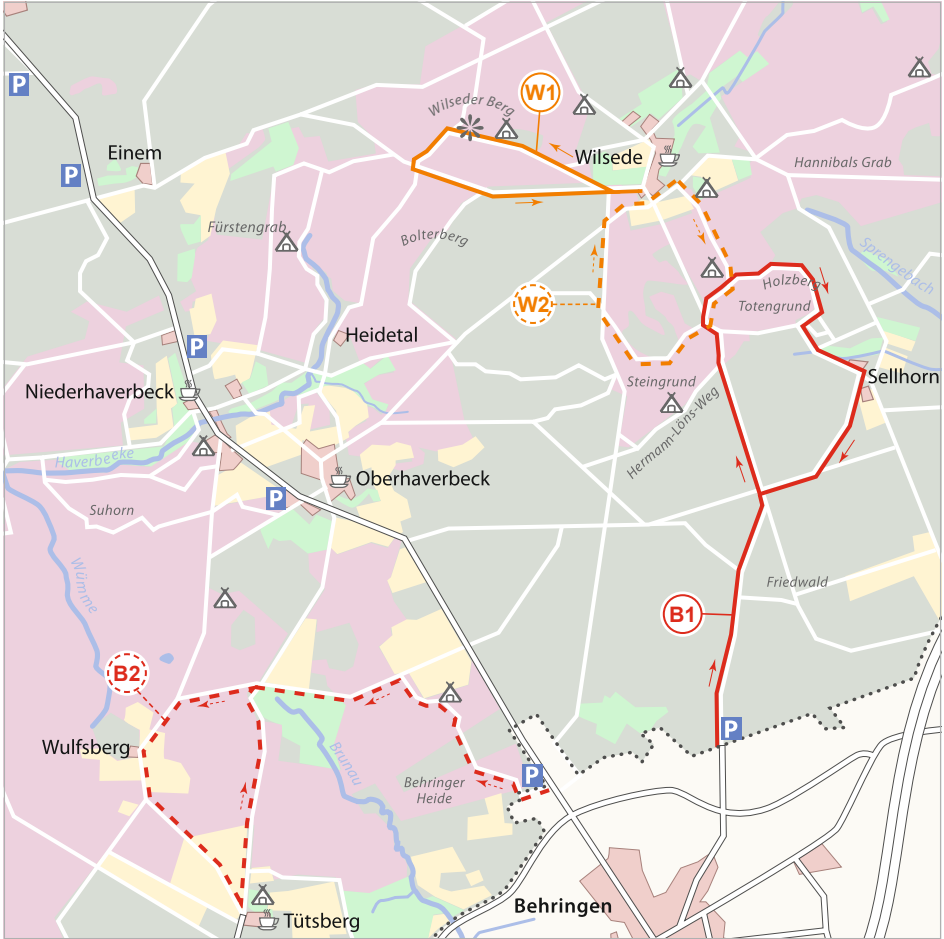 P
Wilseder Berg
W1
Einem
Wilsede
Hannibals Grab
P
Fürstengrab
Bolterberg
Sprengebach
Holzberg
W2
Totengrund
Heidetal
P
Niederhaverbeck
Steingrund
Sellhorn
Hermann-Löns-Weg
Haverbeeke
Oberhaverbeck
P
Suhorn
Wümme
Friedwald
B1
B2
P
Wulfsberg
Brunau
P
Behringer
Heide
Behringen
Tütsberg